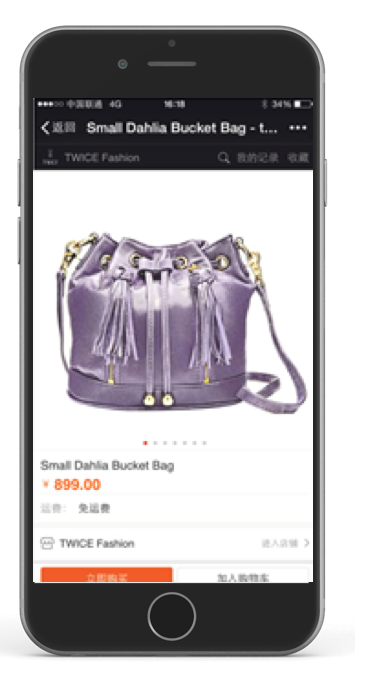 中国联通 4G 16:18 34%
返回 Small Dahlia Bucket Bag - t... •••
TWICE Fashion 我的记录 收藏
Small Dahlia Bucket Bag
¥ 899.00
运费： 免运费
TWICE Fashion 进入店铺
立即购买 加入购物车